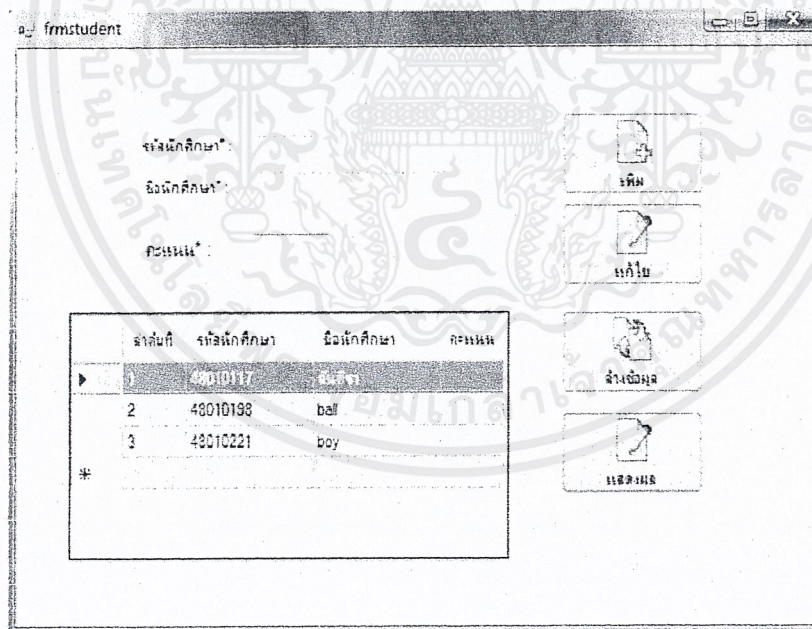 frmstudent
รหัสนักศึกษา* :
ชื่อนักศึกษา* :
คะแนน* :
เพิ่ม
แก้ไข
ล้างข้อมูล
แสดงผล
ลำดับที่ รหัสนักศึกษา ชื่อนักศึกษา คะแนน
1 48010117
2 48010198 ball
3 48010221 boy